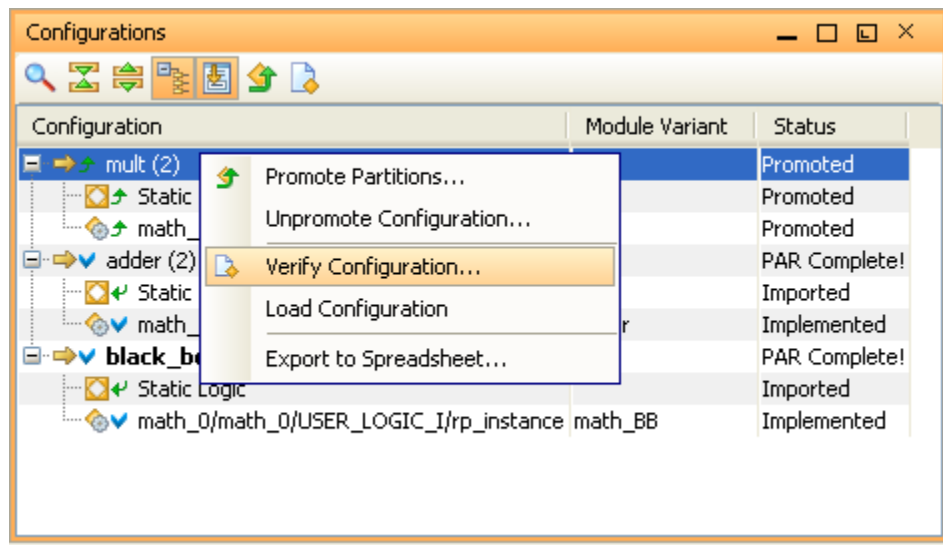 Configurations
Configuration Module Variant Status
mult (2) Promoted
Promote Partitions...
Static Promoted
Unpromote Configuration...
math_ Promoted
adder (2) Verify Configuration... PAR Complete!
Static Imported
Load Configuration
math_ r Implemented
black_b PAR Complete!
Export to Spreadsheet...
Static Logic Imported
math_0/math_0/USER_LOGIC_I/rp_instance math_BB Implemented